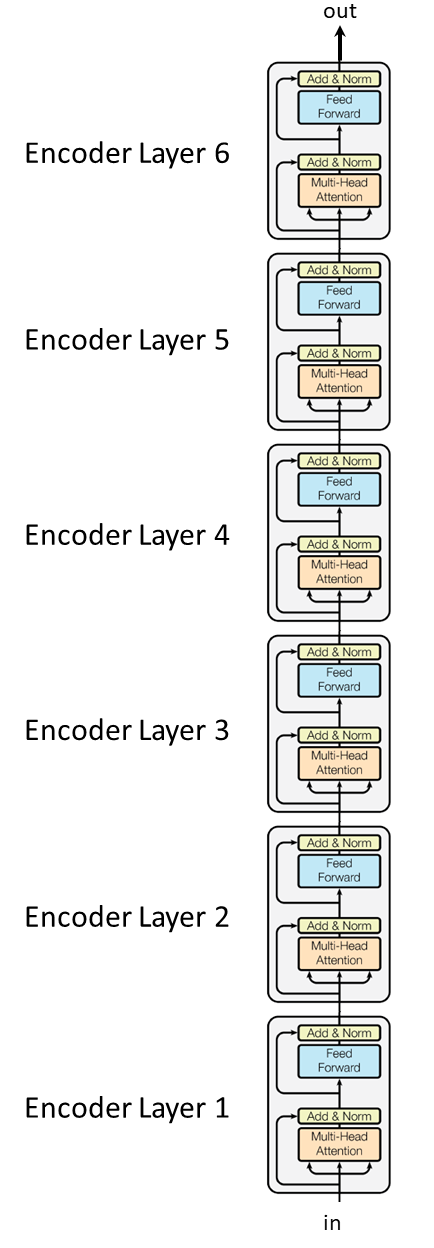 out
Encoder Layer 6
Add & Norm
Feed
Forward
Add & Norm
Multi-Head
Attention
Encoder Layer 5
Add & Norm
Feed
Forward
Add & Norm
Multi-Head
Attention
Encoder Layer 4
Add & Norm
Feed
Forward
Add & Norm
Multi-Head
Attention
Encoder Layer 3
Add & Norm
Feed
Forward
Add & Norm
Multi-Head
Attention
Encoder Layer 2
Add & Norm
Feed
Forward
Add & Norm
Multi-Head
Attention
Encoder Layer 1
Add & Norm
Feed
Forward
Add & Norm
Multi-Head
Attention
in